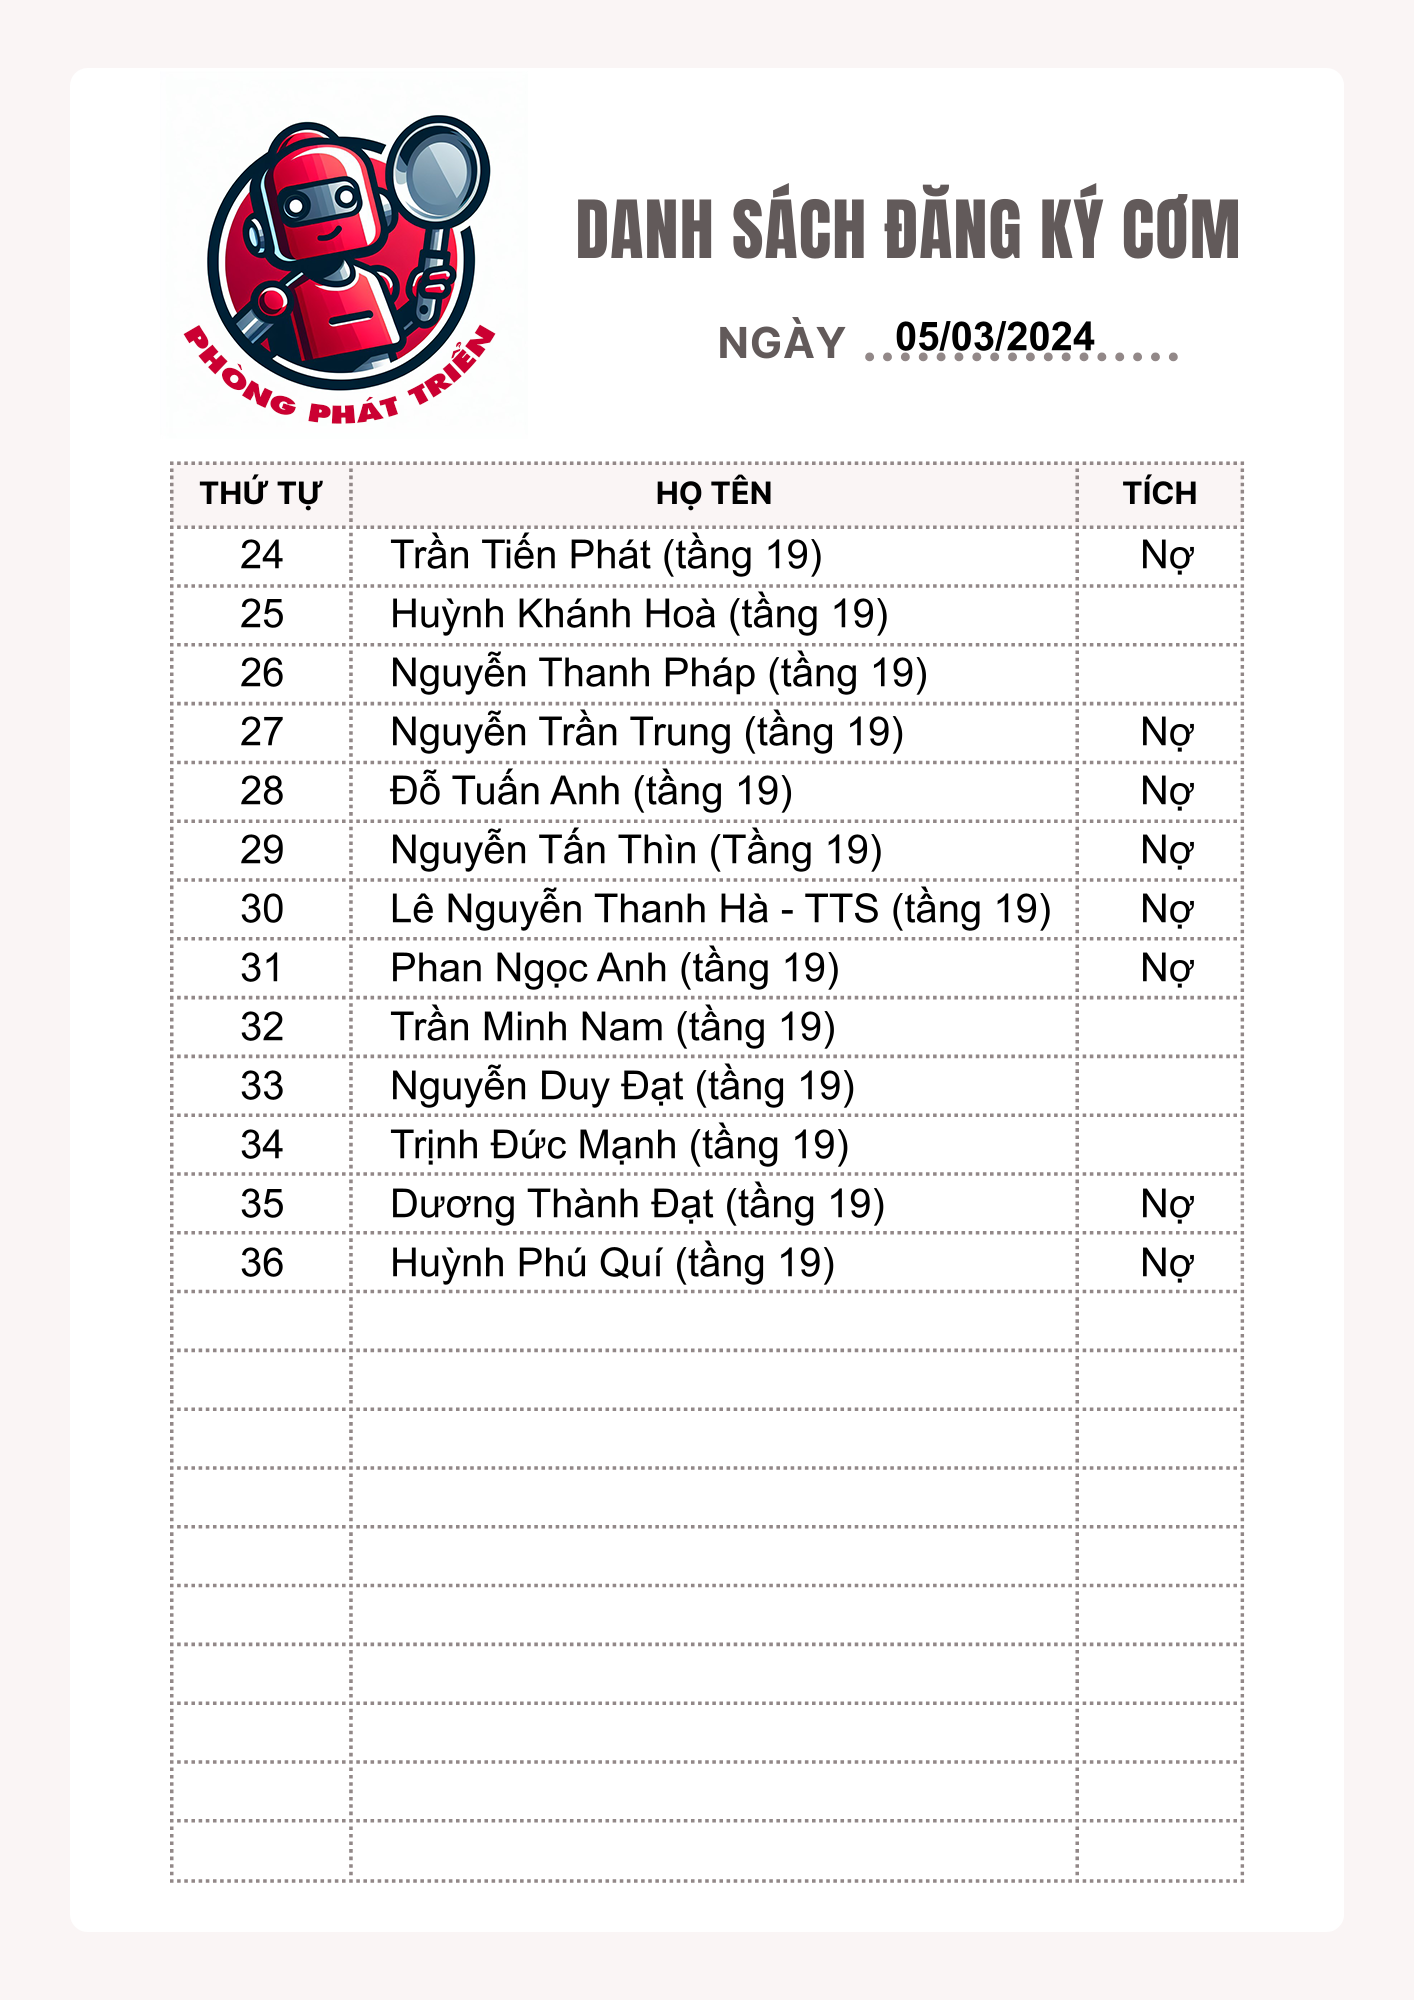 PHÒNG PHÁT TRIỂN
DANH SÁCH ĐĂNG KÝ CƠM
NGÀY 05/03/2024
THỨ TỰ HỌ TÊN TÍCH
24 Trần Tiến Phát (tầng 19) Nợ
25 Huỳnh Khánh Hoà (tầng 19)
26 Nguyễn Thanh Pháp (tầng 19)
27 Nguyễn Trần Trung (tầng 19) Nợ
28 Đỗ Tuấn Anh (tầng 19) Nợ
29 Nguyễn Tấn Thìn (Tầng 19) Nợ
30 Lê Nguyễn Thanh Hà - TTS (tầng 19) Nợ
31 Phan Ngọc Anh (tầng 19) Nợ
32 Trần Minh Nam (tầng 19)
33 Nguyễn Duy Đạt (tầng 19)
34 Trịnh Đức Mạnh (tầng 19)
35 Dương Thành Đạt (tầng 19) Nợ
36 Huỳnh Phú Quí (tầng 19) Nợ